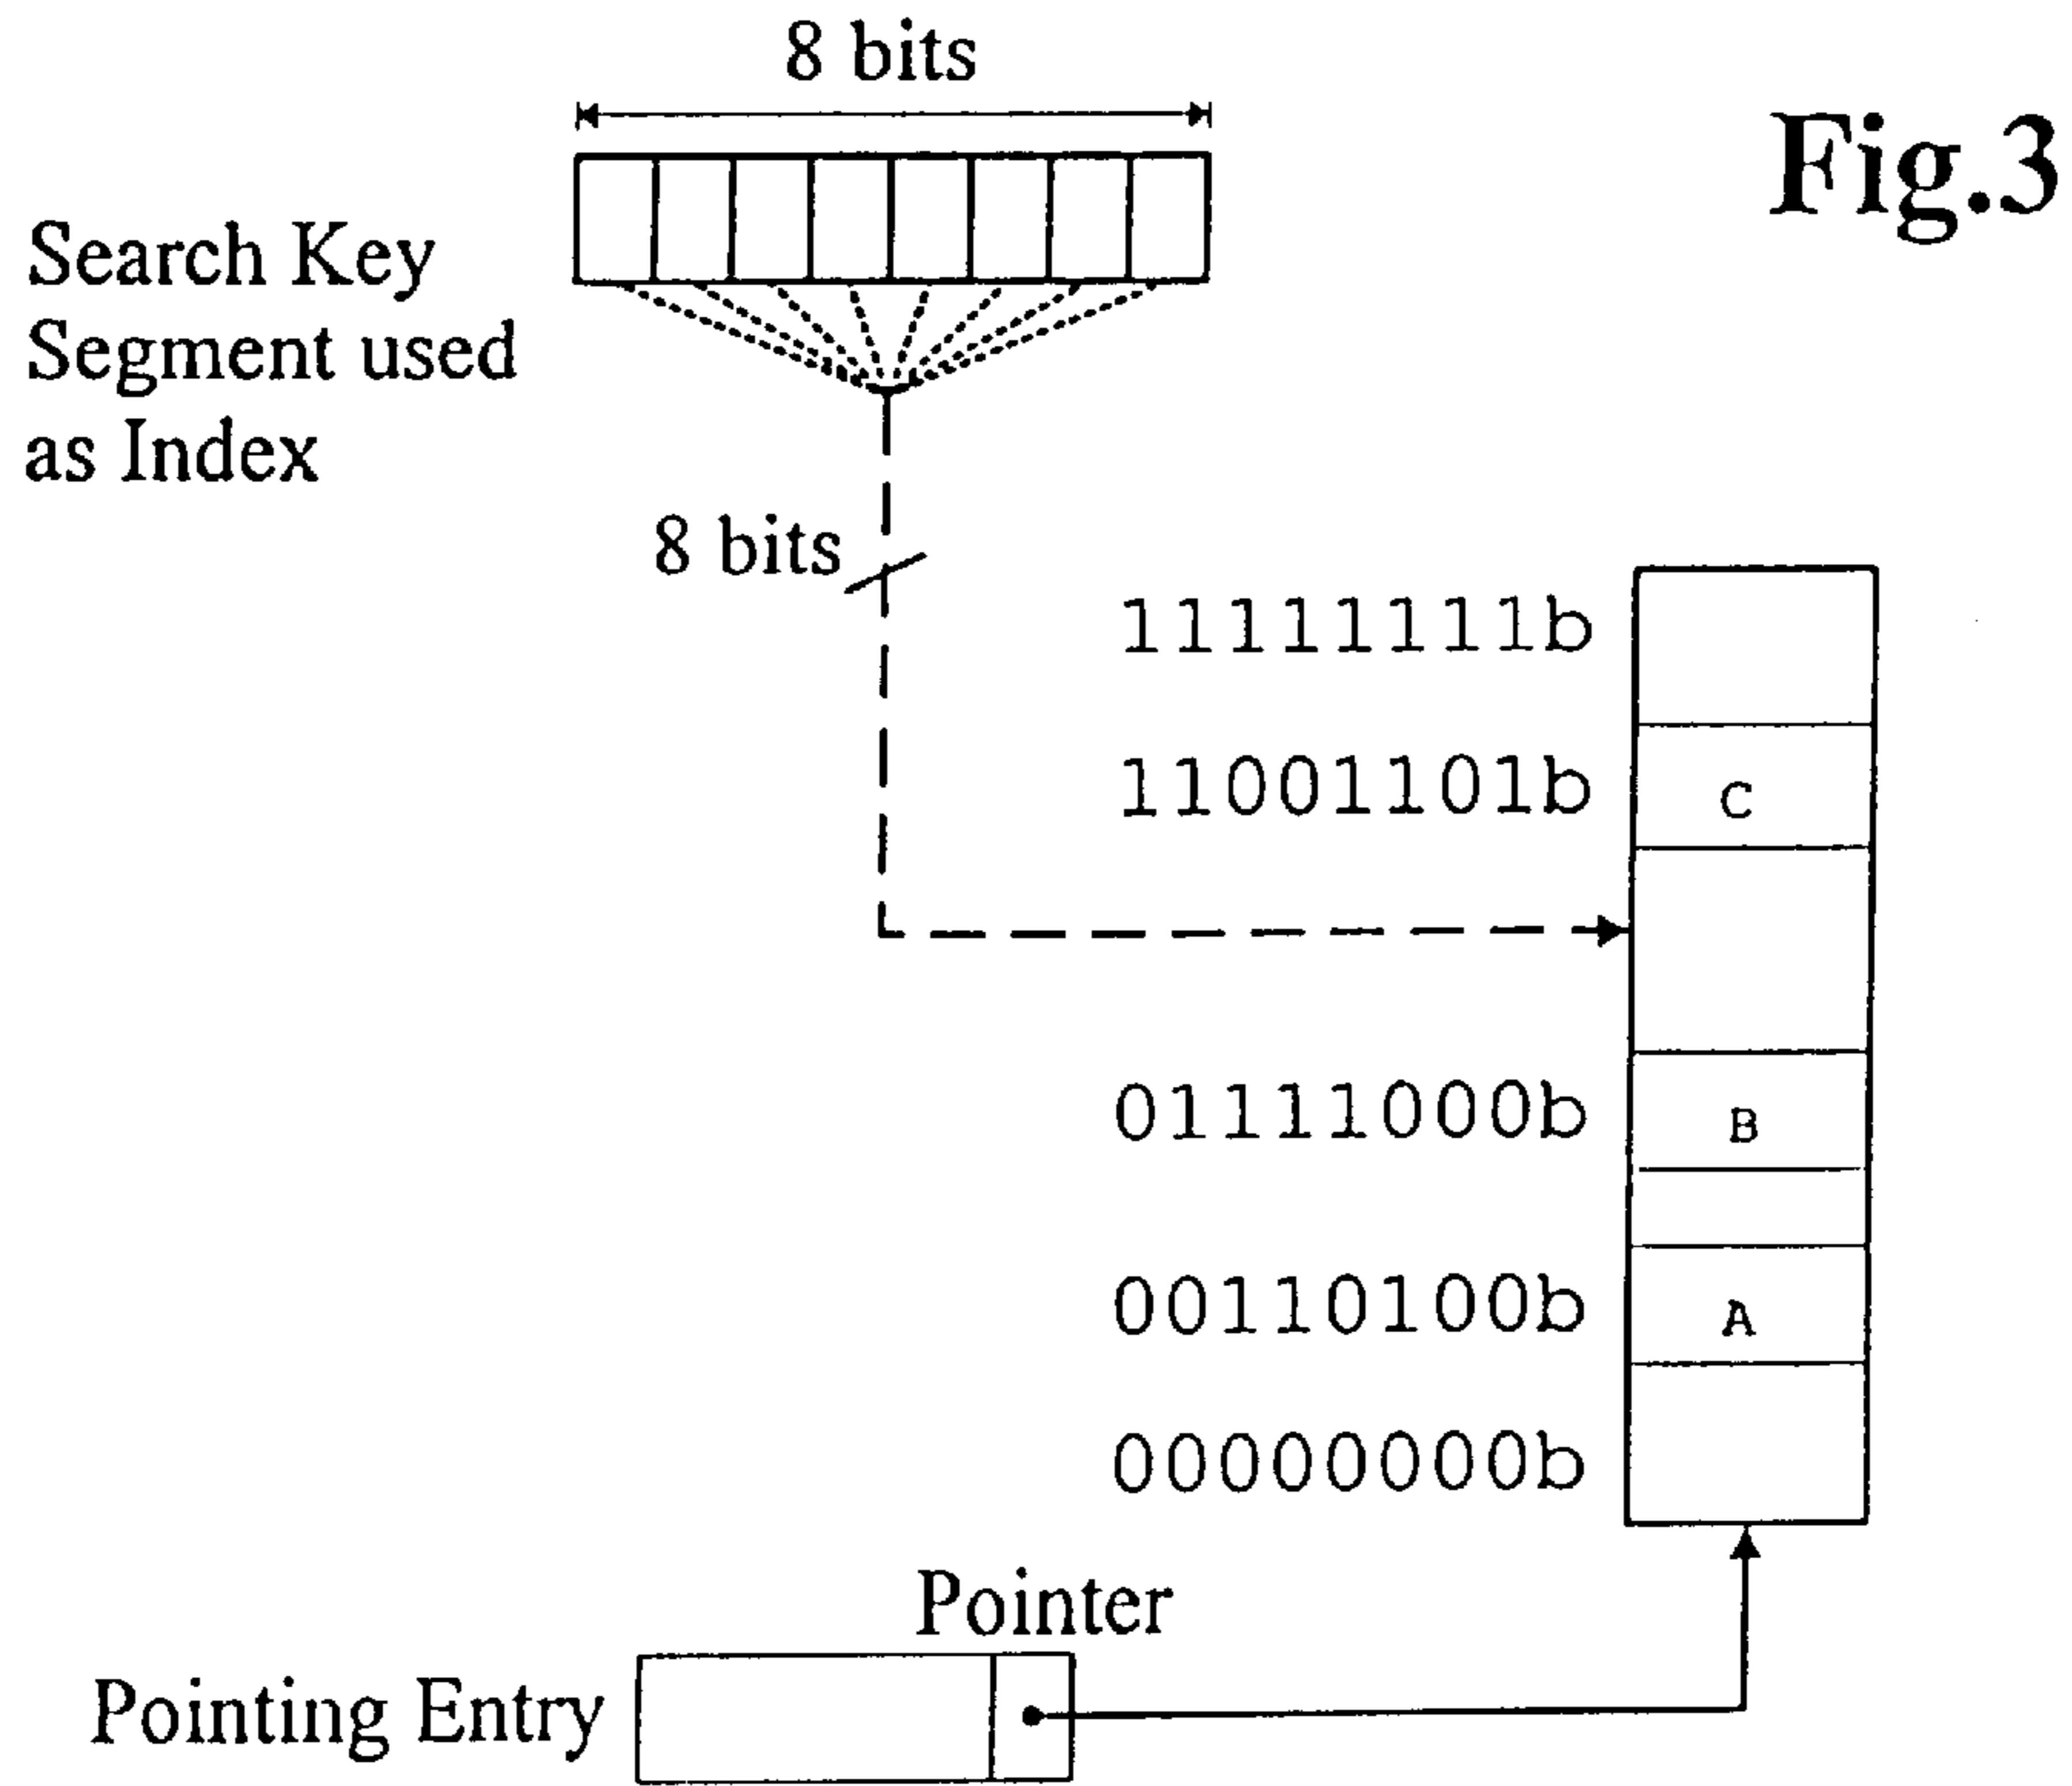 8 bits
Fig.3
Search Key
Segment used
as Index
8 bits
11111111b
11001101b
C
01111000b
B
00110100b
A
00000000b
Pointer
Pointing Entry